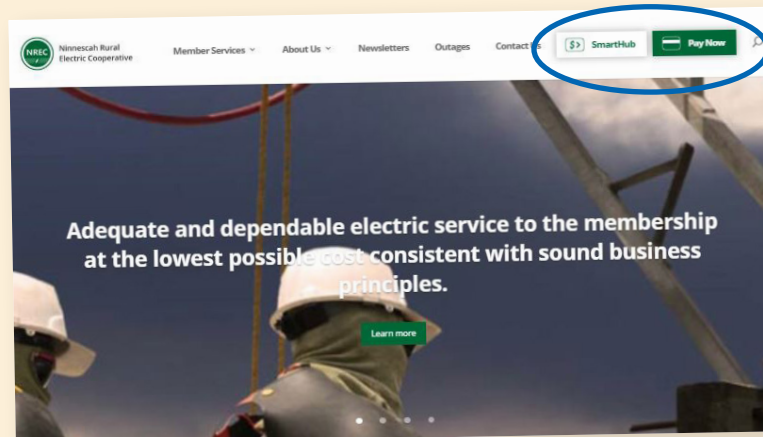 NREC
Ninnescah Rural
Electric Cooperative
Member Services
About Us
Newsletters
Outages
Contact Us
$> SmartHub
Pay Now
Adequate and dependable electric service to the membership
at the lowest possible cost consistent with sound business
principles.
Learn more